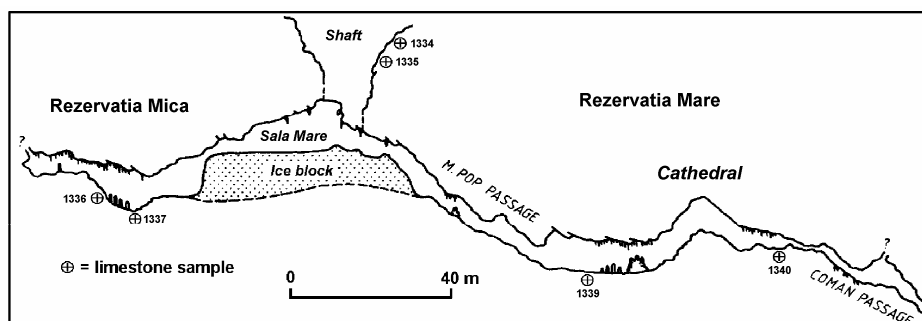 Shaft
1334
1335
Rezervatia Mica
Rezervatia Mare
?
Sala Mare
Ice block
M. POP PASSAGE
Cathedral
1336
1337
?
⊕ = limestone sample
0
40 m
1339
1340
COMAN PASSAGE